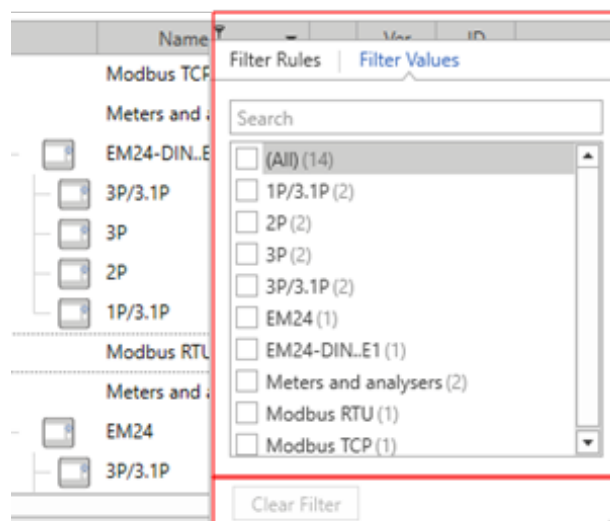 Name Ver ID
Modbus TCP
Meters and
EM24-DIN..E
3P/3.1P
3P
2P
1P/3.1P
Modbus RTU
Meters and
EM24
3P/3.1P
Filter Rules Filter Values
Search
(All) (14)
1P/3.1P (2)
2P (2)
3P (2)
3P/3.1P (2)
EM24 (1)
EM24-DIN..E1 (1)
Meters and analysers (2)
Modbus RTU (1)
Modbus TCP (1)
Clear Filter